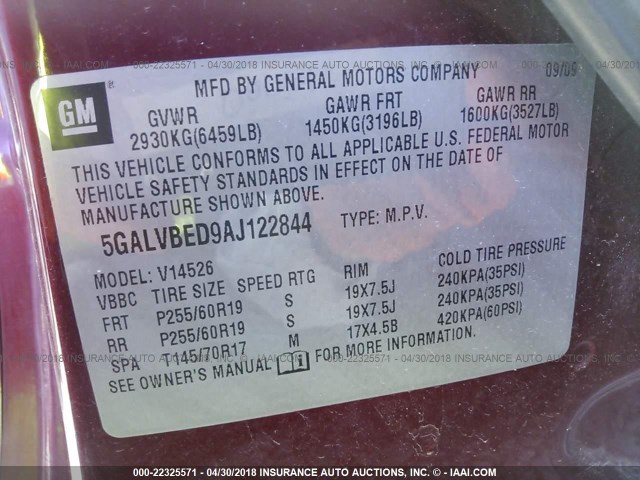 000-22325571 - 04/30/2018 INSURANCE AUTO AUCTIONS, INC. - IAAI.COM
MFD BY GENERAL MOTORS COMPANY 09/09
GM
GVWR GAWR FRT GAWR RR
2930KG(6459LB) 1450KG(3196LB) 1600KG(3527LB)
THIS VEHICLE CONFORMS TO ALL APPLICABLE U.S. FEDERAL MOTOR
VEHICLE SAFETY STANDARDS IN EFFECT ON THE DATE OF
MANUFACTURE SHOWN ABOVE.
5GALVBED9AJ122844 TYPE: M.P.V.
MODEL: V14526
VBBC TIRE SIZE SPEED RTG RIM COLD TIRE PRESSURE
FRT P255/60R19 S 19X7.5J 240KPA(35PSI)
RR P255/60R19 S 19X7.5J 240KPA(35PSI)
SPA T145/70R17 M 17X4.5B 420KPA(60PSI)
SEE OWNER'S MANUAL FOR MORE INFORMATION.
000-22325571 - 04/30/2018 INSURANCE AUTO AUCTIONS, INC. - IAAI.COM